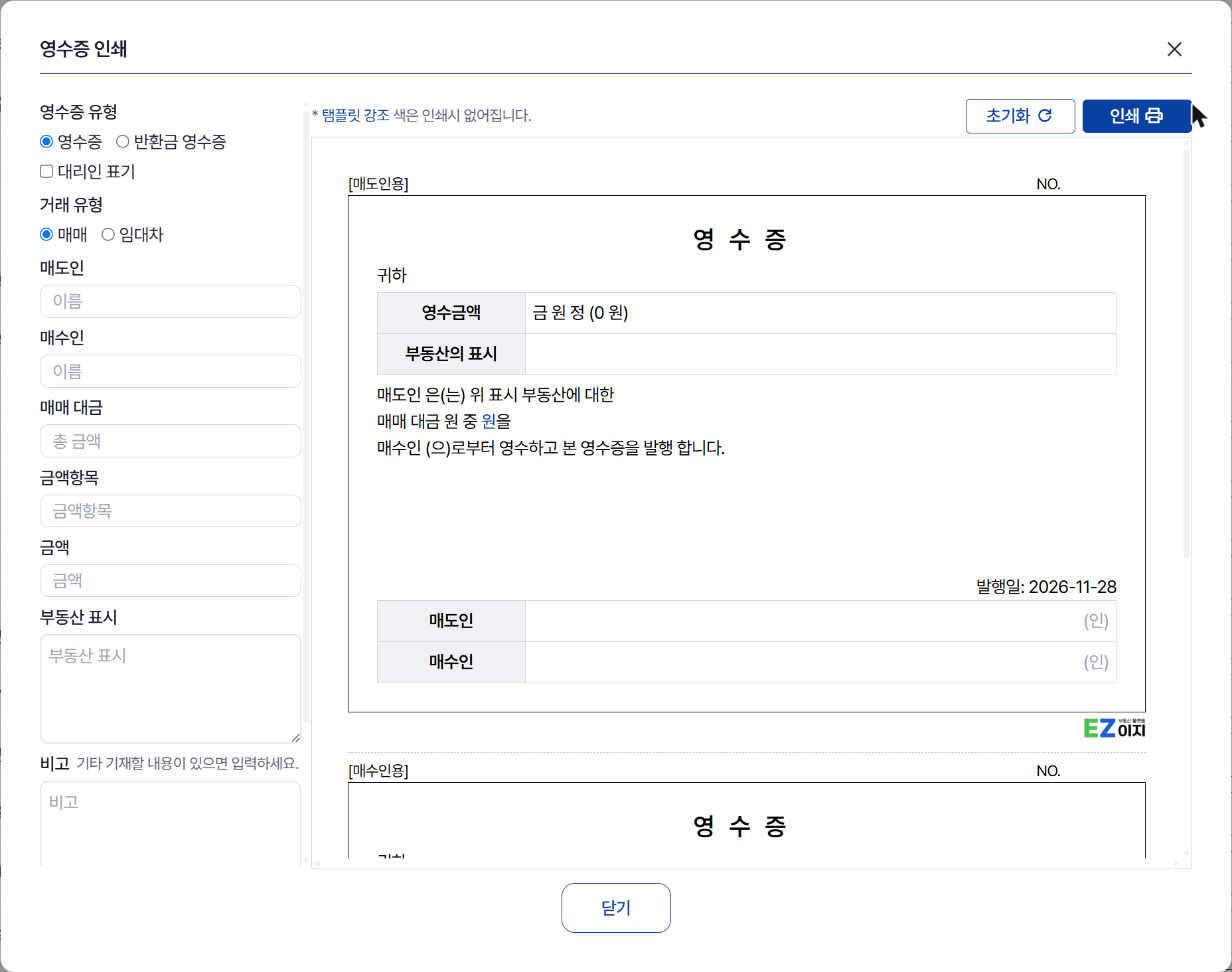 영수증 인쇄
영수증 유형
영수증 반환금 영수증
대리인 표기
거래 유형
매매 임대차
매도인
이름
매수인
이름
매매 대금
총 금액
금액항목
금액항목
금액
금액
부동산 표시
부동산 표시
비고 기타 기재할 내용이 있으면 입력하세요.
비고
* 탬플릿 강조 색은 인쇄시 없어집니다.
초기화
인쇄
[매도인용] NO.
영 수 증
귀하
영수금액 금 원 정 (0 원)
부동산의 표시
매도인 은(는) 위 표시 부동산에 대한
매매 대금 원 중 원을
매수인 (으)로부터 영수하고 본 영수증을 발행 합니다.
발행일: 2026-11-28
매도인 (인)
매수인 (인)
EZ 부동산 플랫폼 이지
[매수인용] NO.
영 수 증
귀하
닫기